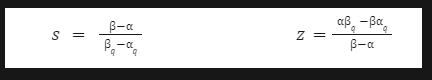 s = (β−α)/(β_q−α_q) z = (αβ_q −βα_q)/(β−α)